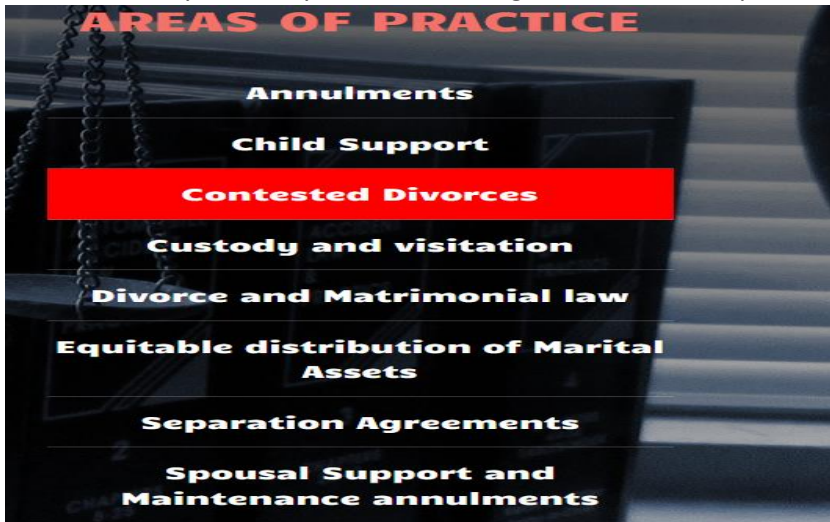 AREAS OF PRACTICE
Annulments
Child Support
Contested Divorces
Custody and visitation
Divorce and Matrimonial law
Equitable distribution of Marital
Assets
Separation Agreements
Spousal Support and
Maintenance annulments